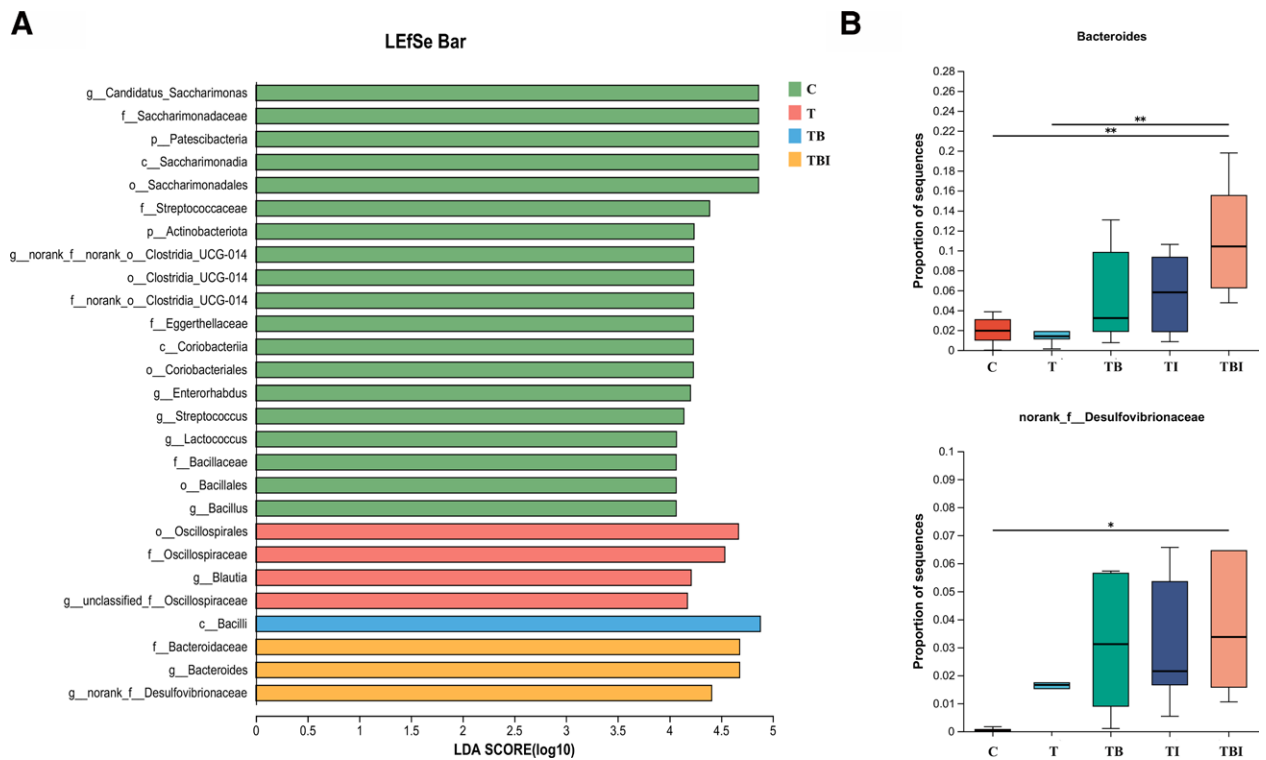 A
LEfSe Bar
g__Candidatus_Saccharimonas
f__Saccharimonadaceae
p__Patescibacteria
c__Saccharimonadia
o__Saccharimonadales
f__Streptococcaceae
p__Actinobacteriota
g__norank_f__norank_o__Clostridia_UCG-014
o__Clostridia_UCG-014
f__norank_o__Clostridia_UCG-014
f__Eggerthellaceae
c__Coriobacteriia
o__Coriobacteriales
g__Enterorhabdus
g__Streptococcus
g__Lactococcus
f__Bacillaceae
o__Bacillales
g__Bacillus
o__Oscillospirales
f__Oscillospiraceae
g__Blautia
g__unclassified_f__Oscillospiraceae
c__Bacilli
f__Bacteroidaceae
g__Bacteroides
g__norank_f__Desulfovibrionaceae
0 0.5 1 1.5 2 2.5 3 3.5 4 4.5 5
LDA SCORE(log10)
C
T
TB
TBI
B
Bacteroides
Proportion of sequences
0.28
0.26
0.24
0.22
0.2
0.18
0.16
0.14
0.12
0.1
0.08
0.06
0.04
0.02
0
**
**
C T TB TI TBI
norank_f__Desulfovibrionaceae
Proportion of sequences
0.1
0.09
0.08
0.07
0.06
0.05
0.04
0.03
0.02
0.01
0
*
C T TB TI TBI